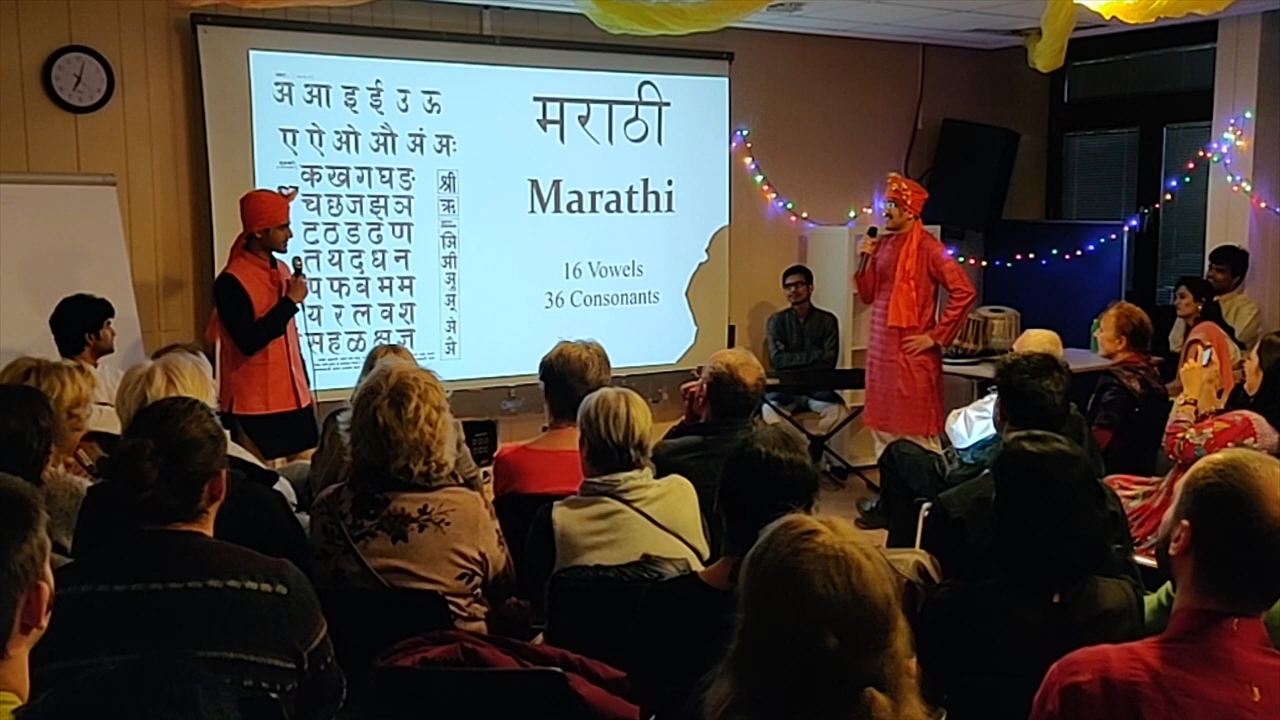 अ आ इ ई उ ऊ
ए ऐ ओ औ अं अः
क ख ग घ ङ
च छ ज झ ञ
ट ठ ड ढ ण
त थ द ध न
प फ ब भ म
य र ल व श
स ह ळ क्ष ज्ञ
श्री
ऋ
मराठी
Marathi
16 Vowels
36 Consonants